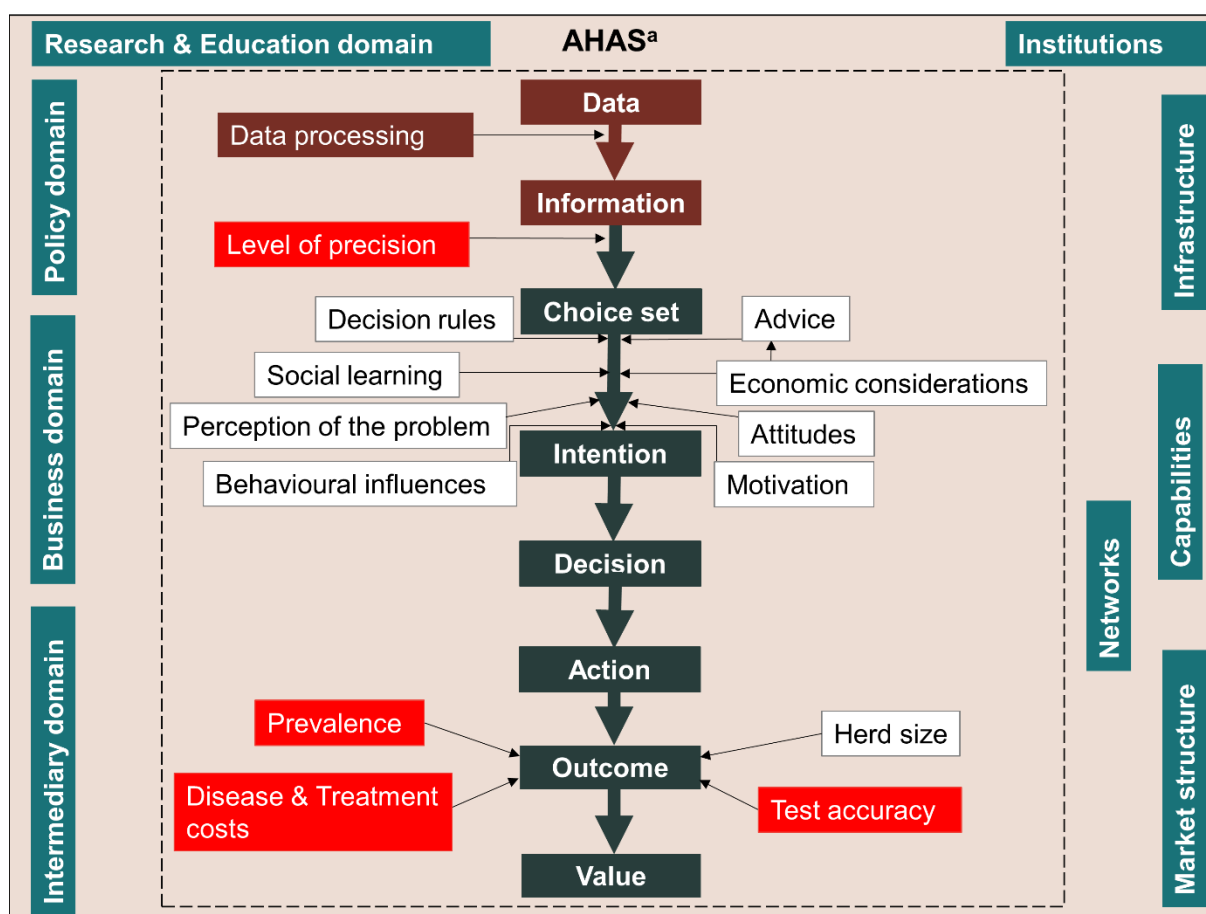 Research & Education domain
AHASᵃ
Institutions
Policy domain
Business domain
Intermediary domain
Data
Data processing
Information
Level of precision
Choice set
Decision rules
Advice
Social learning
Economic considerations
Perception of the problem
Attitudes
Intention
Behavioural influences
Motivation
Decision
Action
Prevalence
Herd size
Outcome
Disease & Treatment
costs
Test accuracy
Value
Infrastructure
Capabilities
Networks
Market structure